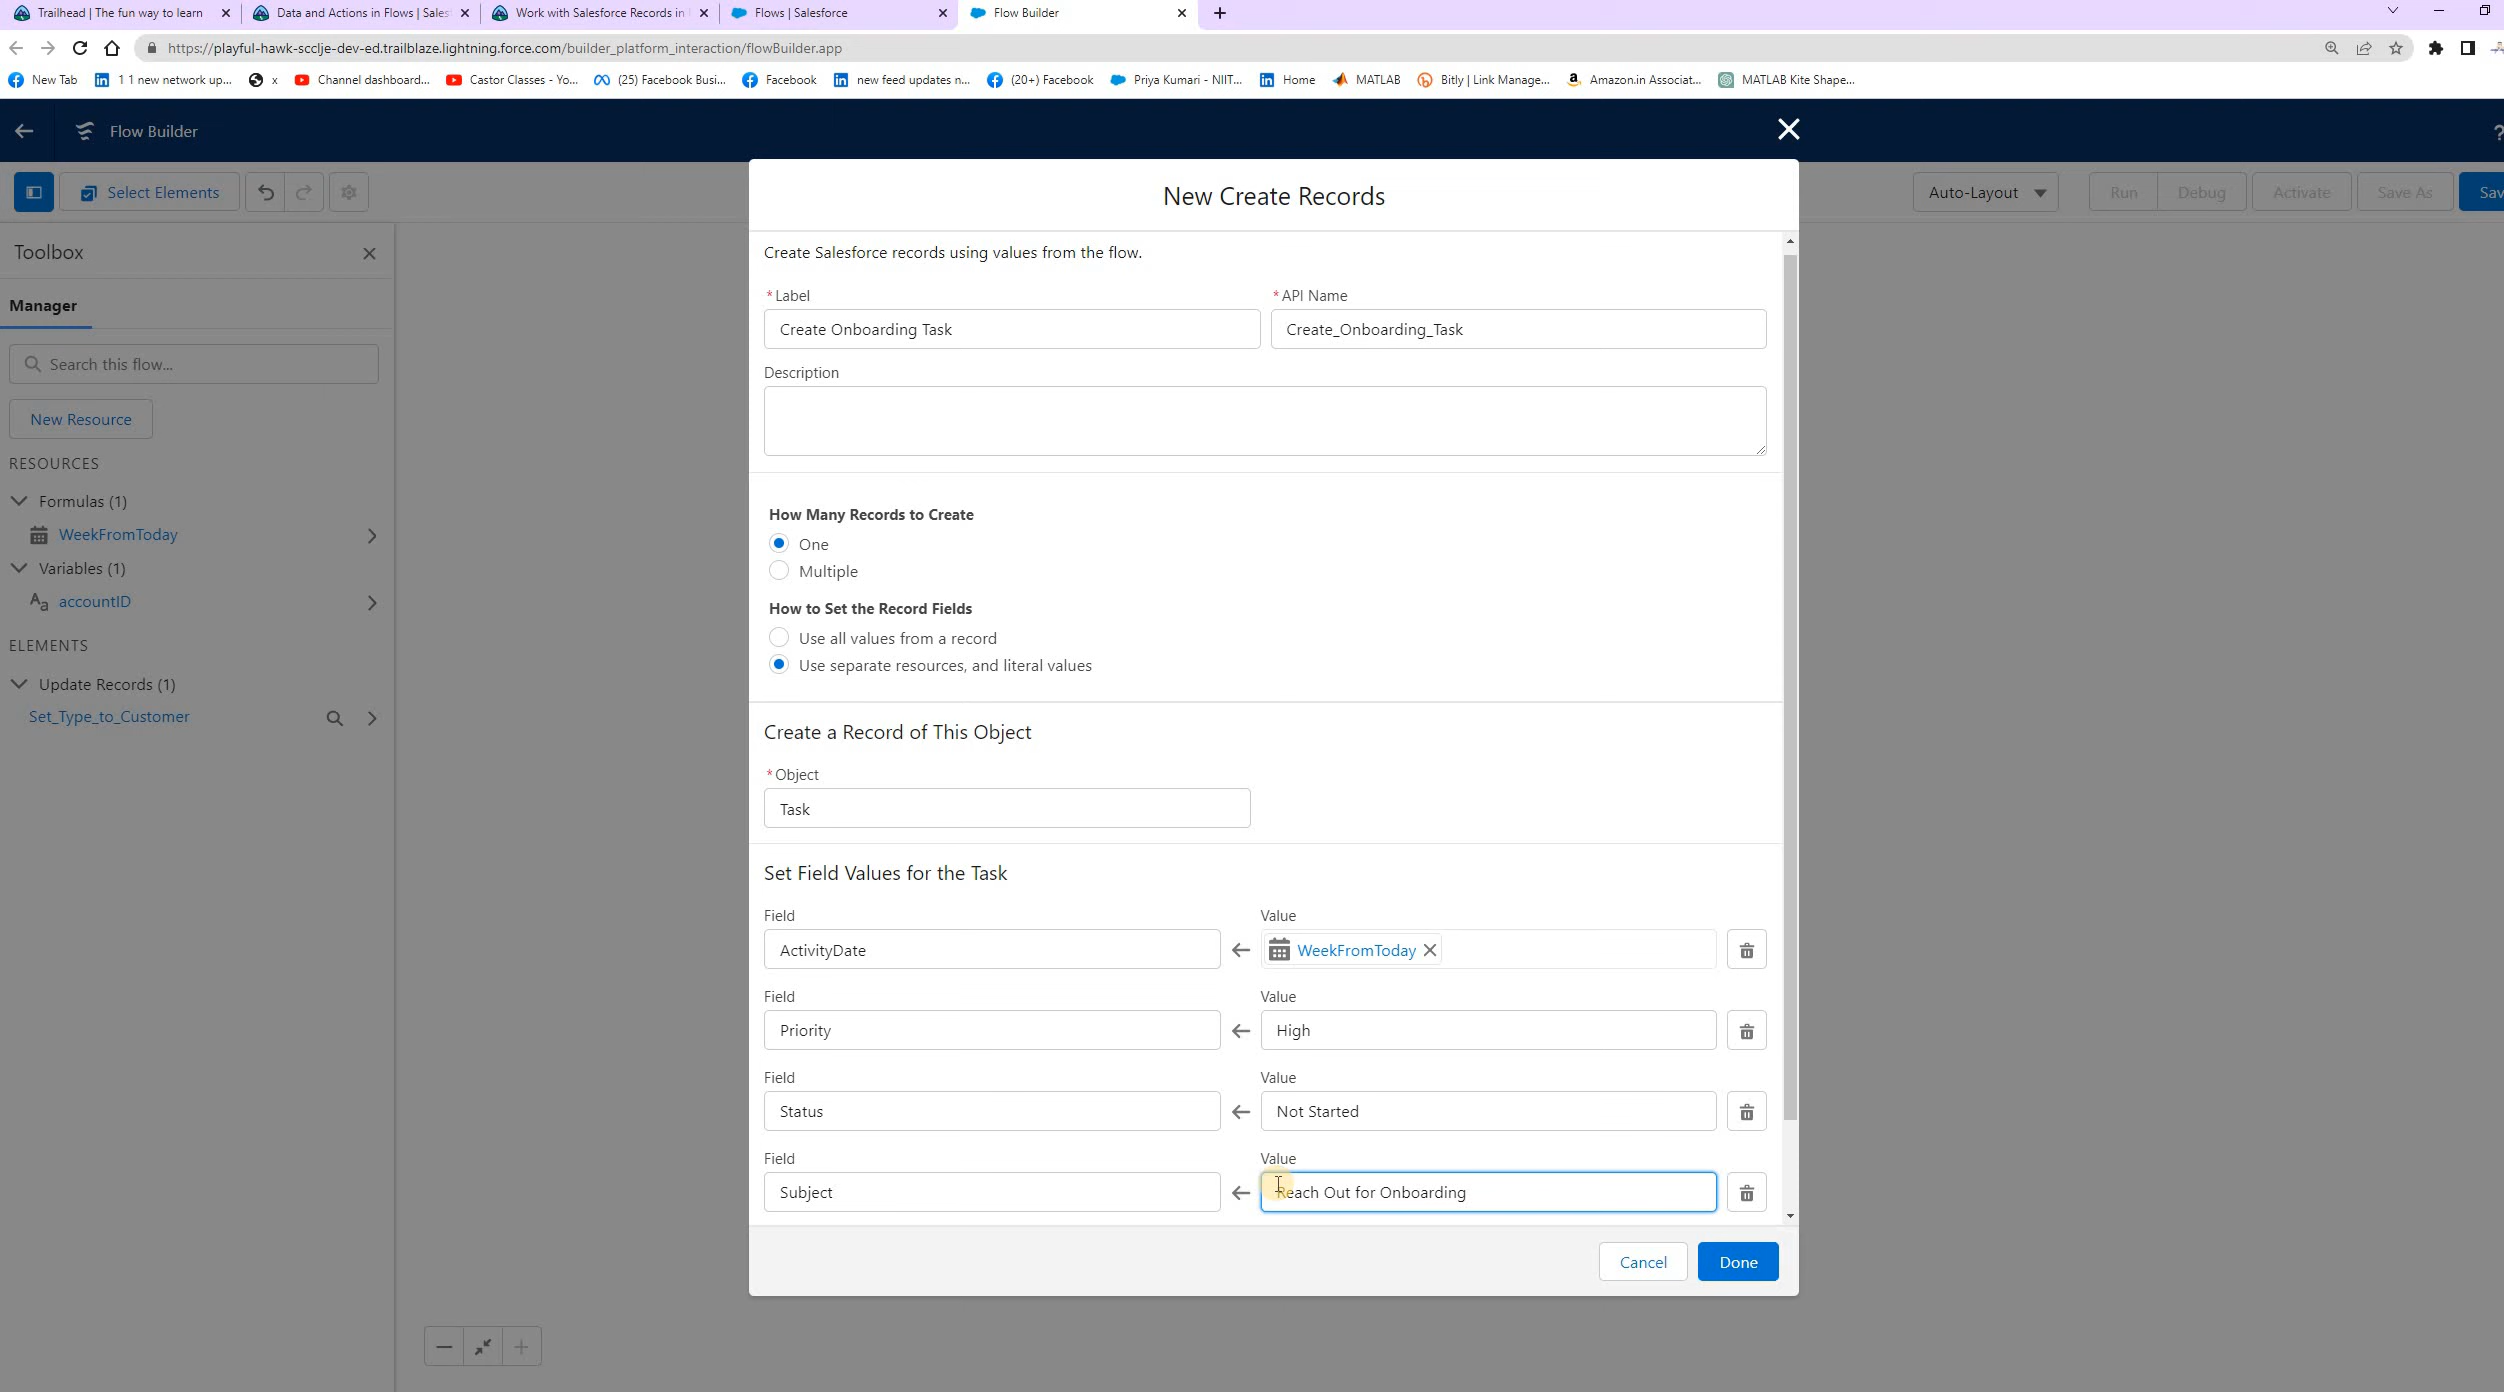 Trailhead | The fun way to learn
Data and Actions in Flows | Sales
Work with Salesforce Records in
Flows | Salesforce
Flow Builder
https://playful-hawk-scclje-dev-ed.trailblaze.lightning.force.com/builder_platform_interaction/flowBuilder.app
New Tab
1 1 new network up...
x
Channel dashboard...
Castor Classes - Yo...
(25) Facebook Busi...
Facebook
new feed updates n...
(20+) Facebook
Priya Kumari - NIIT...
Home
MATLAB
Bitly | Link Manage...
Amazon.in Associat...
MATLAB Kite Shape...
Flow Builder
?
Select Elements
Auto-Layout
Run
Debug
Activate
Save As
Sav
Toolbox
Manager
Search this flow...
New Resource
RESOURCES
Formulas (1)
WeekFromToday
Variables (1)
accountID
ELEMENTS
Update Records (1)
Set_Type_to_Customer
New Create Records
Create Salesforce records using values from the flow.
* Label
* API Name
Create Onboarding Task
Create_Onboarding_Task
Description
How Many Records to Create
One
Multiple
How to Set the Record Fields
Use all values from a record
Use separate resources, and literal values
Create a Record of This Object
* Object
Task
Set Field Values for the Task
Field
Value
ActivityDate
WeekFromToday
Field
Value
Priority
High
Field
Value
Status
Not Started
Field
Value
Subject
Reach Out for Onboarding
Cancel
Done